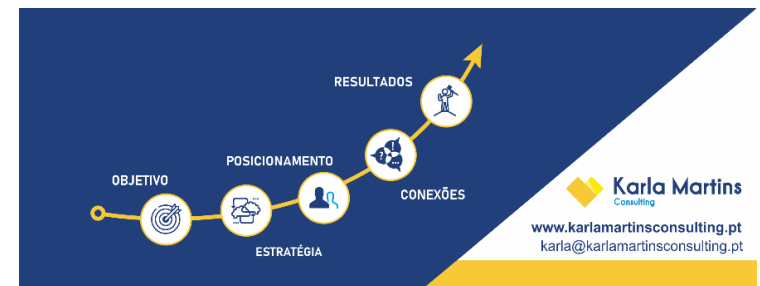 OBJETIVO
ESTRATÉGIA
POSICIONAMENTO
CONEXÕES
RESULTADOS
Karla Martins
Consulting
www.karlamartinsconsulting.pt
karla@karlamartinsconsulting.pt